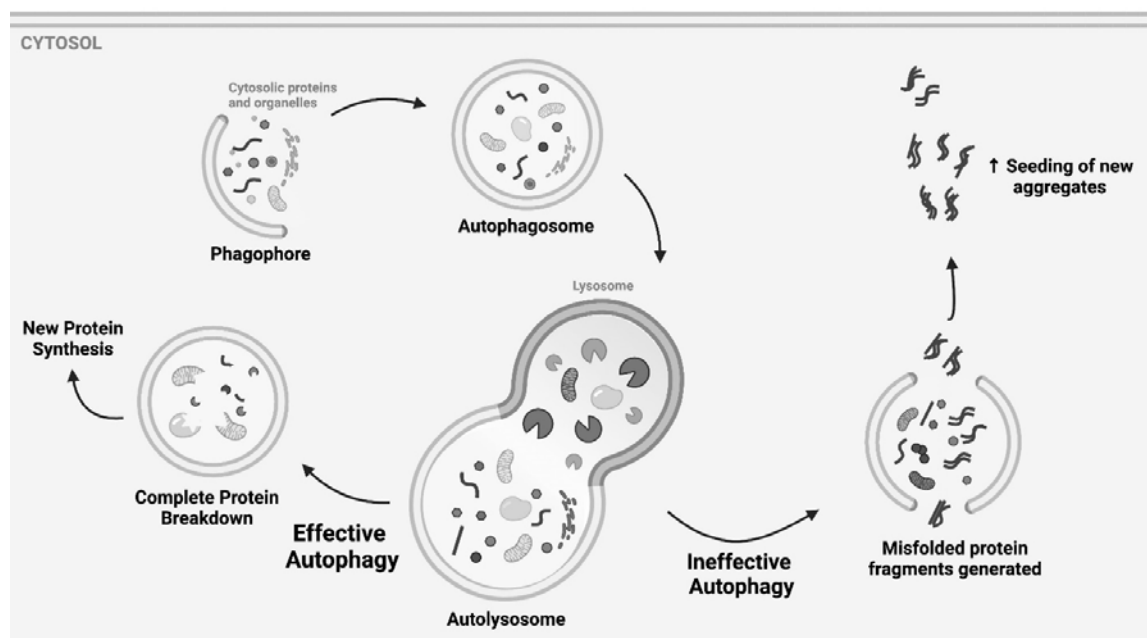 CYTOSOL
Cytosolic proteins
and organelles
Phagophore
Autophagosome
↑ Seeding of new
aggregates
Lysosome
New Protein
Synthesis
Complete Protein
Breakdown
Effective
Autophagy
Autolysosome
Ineffective
Autophagy
Misfolded protein
fragments generated